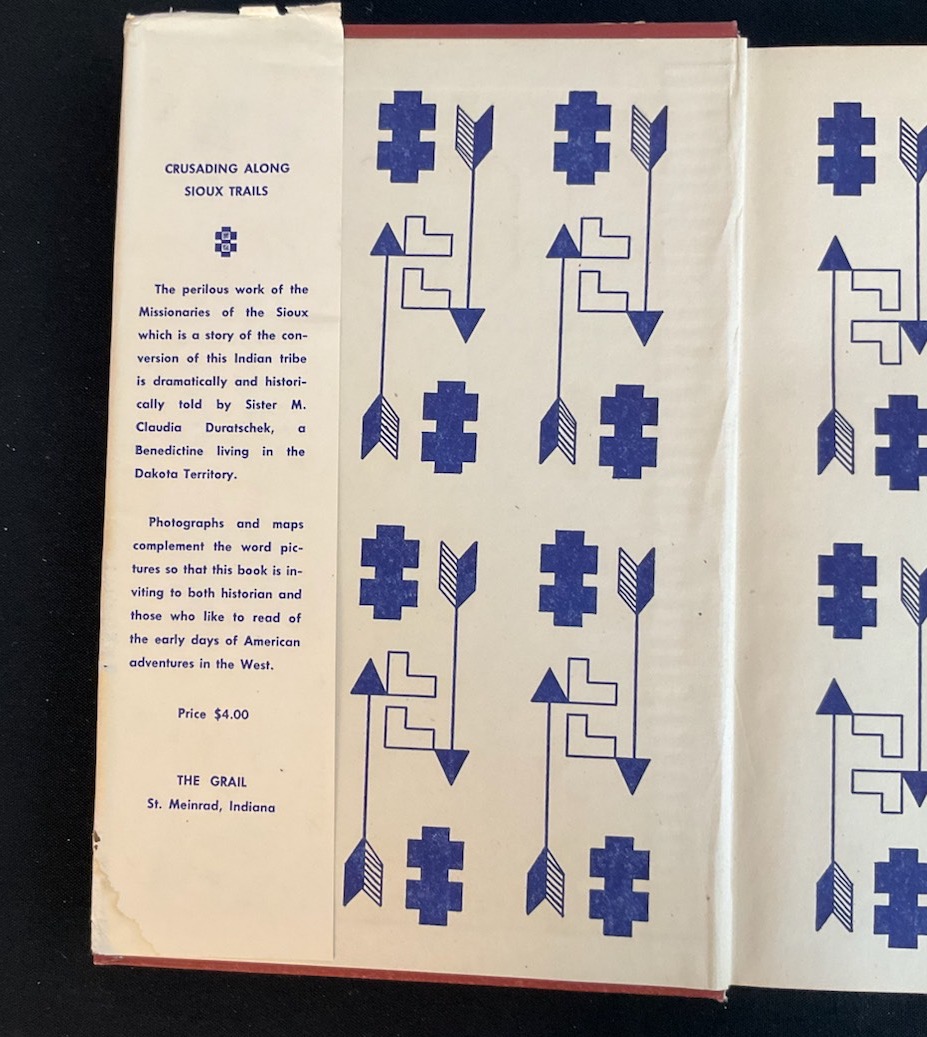 CRUSADING ALONG
SIOUX TRAILS
The perilous work of the
Missionaries of the Sioux
which is a story of the con-
version of this Indian tribe
is dramatically and histori-
cally told by Sister M.
Claudia Duratschek, a
Benedictine living in the
Dakota Territory.
Photographs and maps
complement the word pic-
tures so that this book is in-
viting to both historian and
those who like to read of
the early days of American
adventures in the West.
Price $4.00
THE GRAIL
St. Meinrad, Indiana